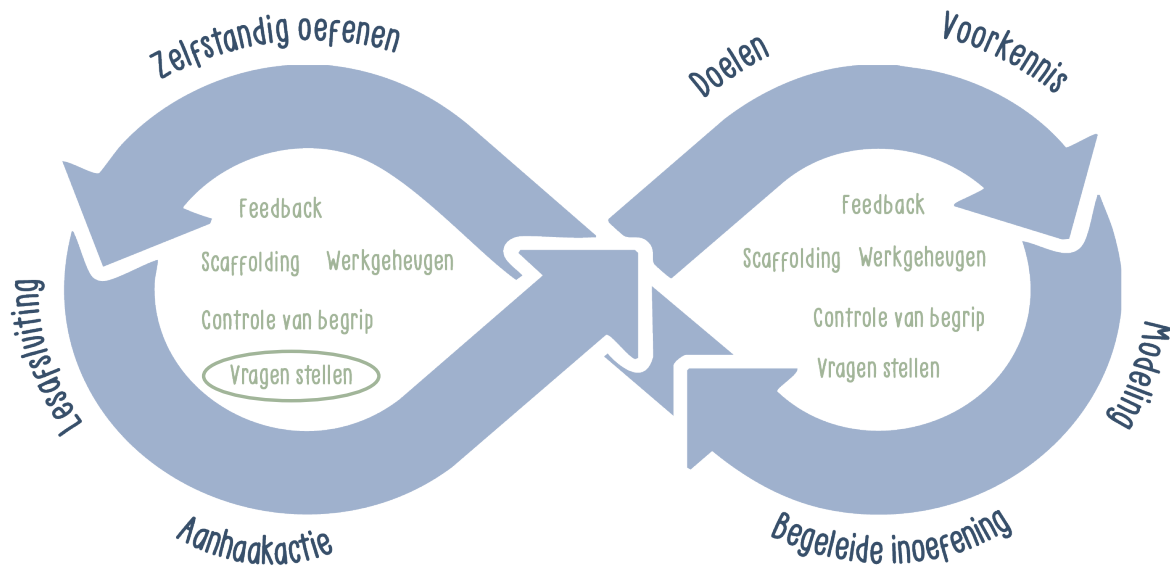 Zelfstandig oefenen
Doelen
Voorkennis
Feedback
Scaffolding Werkgeheugen
Controle van begrip
Vragen stellen
Feedback
Scaffolding Werkgeheugen
Controle van begrip
Vragen stellen
Lesafsluiting
Modeling
Aanhaakactie
Begeleide inoefening